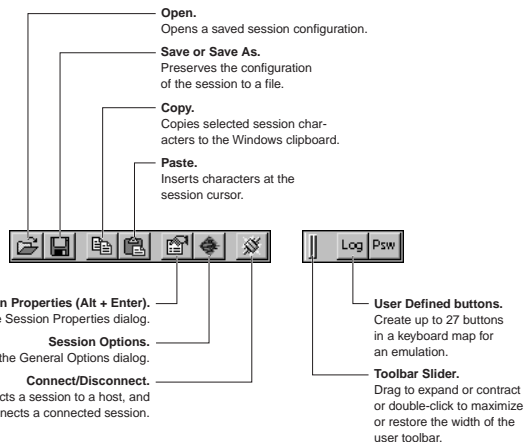 Open.
Opens a saved session configuration.
Save or Save As.
Preserves the configuration
of the session to a file.
Copy.
Copies selected session char-
acters to the Windows clipboard.
Paste.
Inserts characters at the
session cursor.
Log Psw
n Properties (Alt + Enter).
e Session Properties dialog.
Session Options.
the General Options dialog.
Connect/Disconnect.
cts a session to a host, and
nects a connected session.
User Defined buttons.
Create up to 27 buttons
in a keyboard map for
an emulation.
Toolbar Slider.
Drag to expand or contract
or double-click to maximize
or restore the width of the
user toolbar.